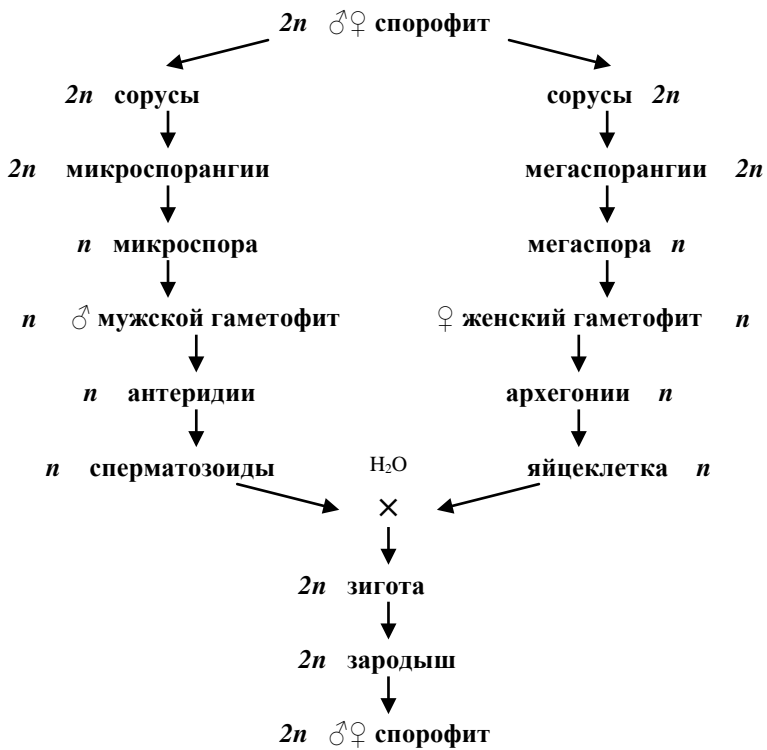 2n ♂♀ спорофит
2n сорусы сорусы 2n
2n микроспорангии мегаспорангии 2n
n микроспора мегаспора n
n ♂ мужской гаметофит ♀ женский гаметофит n
n антеридии архегонии n
n сперматозоиды H₂O яйцеклетка n
×
2n зигота
2n зародыш
2n ♂♀ спорофит